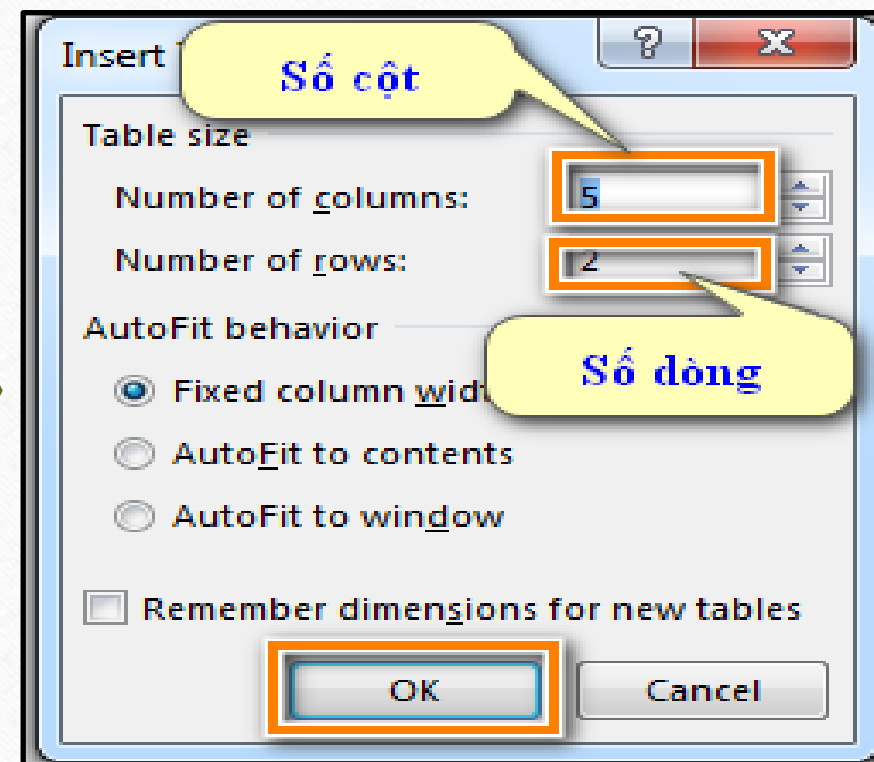 Insert
Số cột
Table size
Number of columns:
5
Number of rows:
2
AutoFit behavior
Số dòng
Fixed column widt
AutoFit to contents
AutoFit to window
Remember dimensions for new tables
OK
Cancel